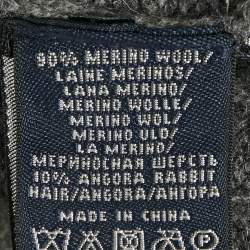 90% MERINO WOOL/
LAINE MERINOS/
LANA MERINO/
MERINO WOLLE/
MERINO WOL/
MERINO ULD/
LA MERINO/
МЕРИНОСНАЯ ШЕРСТЬ
10% ANGORA RABBIT
HAIR/ANGORA/АНГОРА
MADE IN CHINA